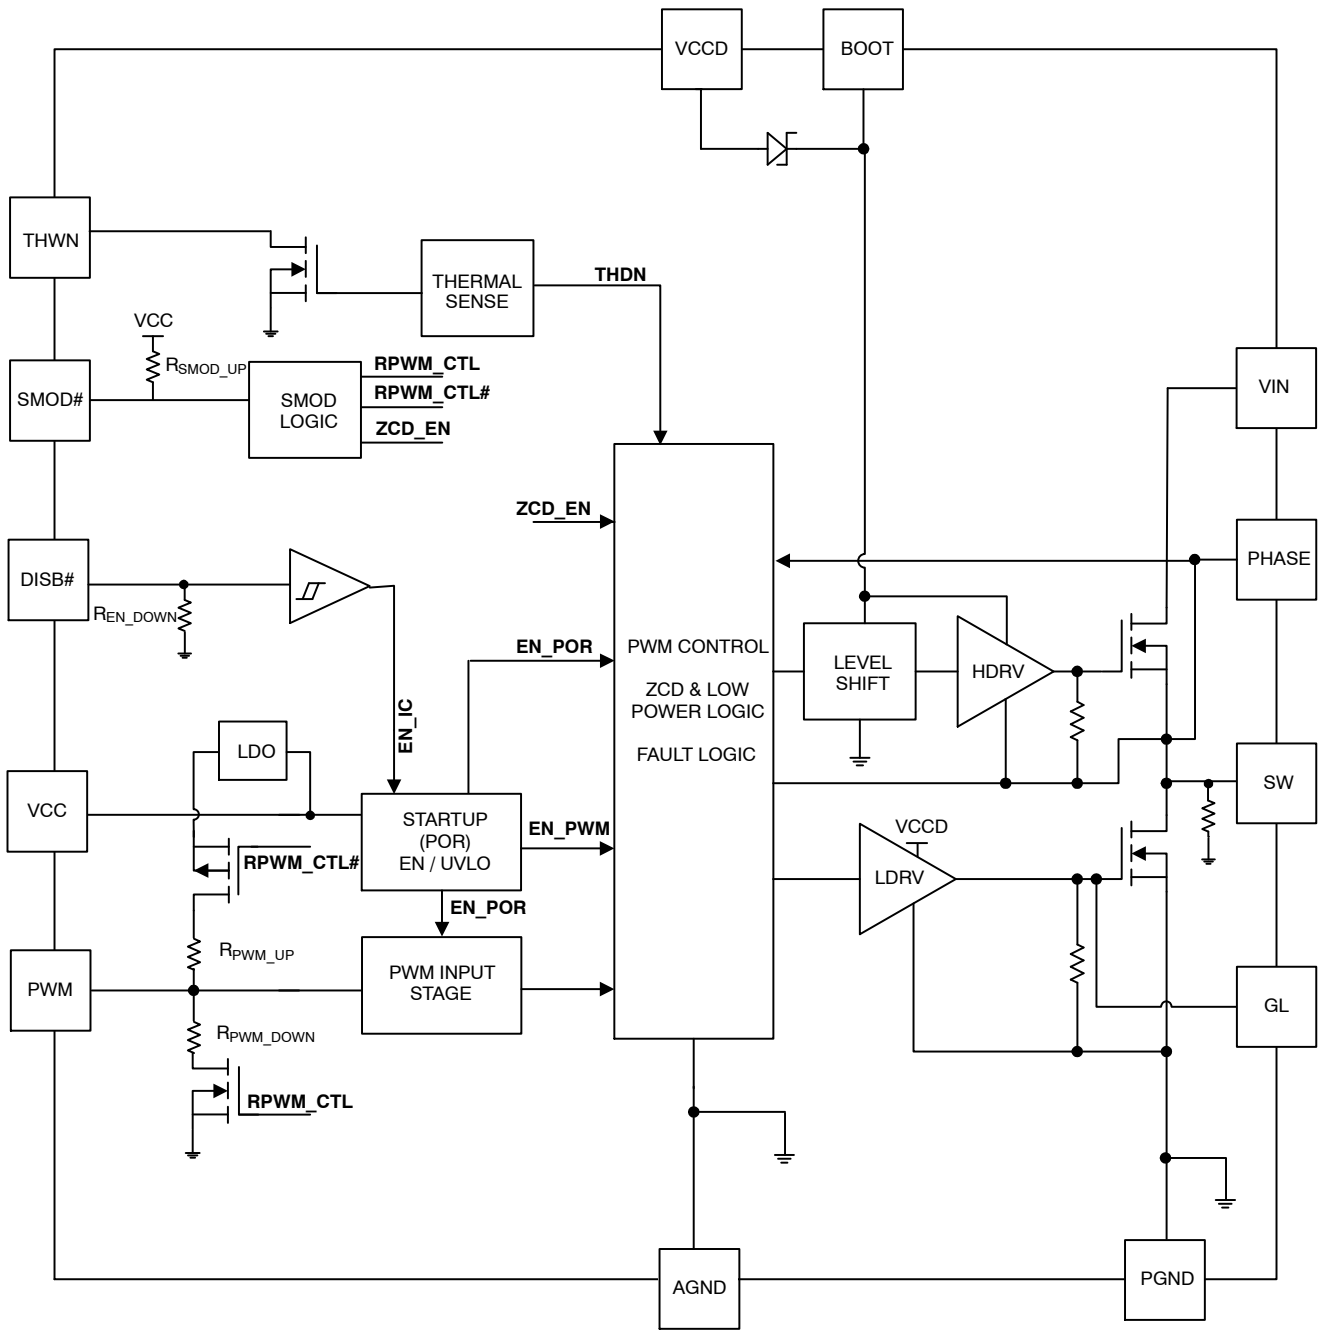 VCCD
BOOT
THWN
THERMAL
SENSE
THDN
VCC
RSMOD_UP
SMOD#
SMOD
LOGIC
RPWM_CTL
RPWM_CTL#
ZCD_EN
VIN
ZCD_EN
DISB#
REN_DOWN
PHASE
EN_IC
EN_POR
PWM CONTROL
ZCD & LOW
POWER LOGIC
FAULT LOGIC
LEVEL
SHIFT
HDRV
LDO
VCC
STARTUP
(POR)
EN / UVLO
EN_PWM
SW
RPWM_CTL#
VCCD
LDRV
EN_POR
RPWM_UP
PWM
PWM INPUT
STAGE
GL
RPWM_DOWN
RPWM_CTL
AGND
PGND